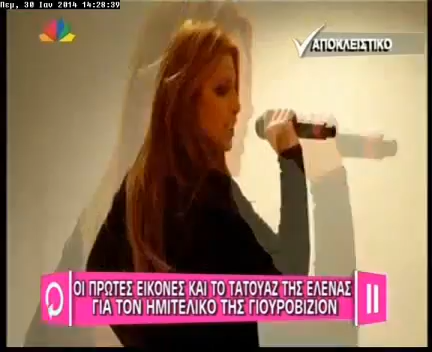 Πεμ, 30 Ιαν 2014 14:28:39
ΑΠΟΚΛΕΙΣΤΙΚΟ
ΟΙ ΠΡΩΤΕΣ ΕΙΚΟΝΕΣ ΚΑΙ ΤΟ ΤΑΤΟΥΑΖ ΤΗΣ ΕΛΕΝΑΣ
ΓΙΑ ΤΟΝ ΗΜΙΤΕΛΙΚΟ ΤΗΣ ΓΙΟΥΡΟΒΙΖΙΟΝ